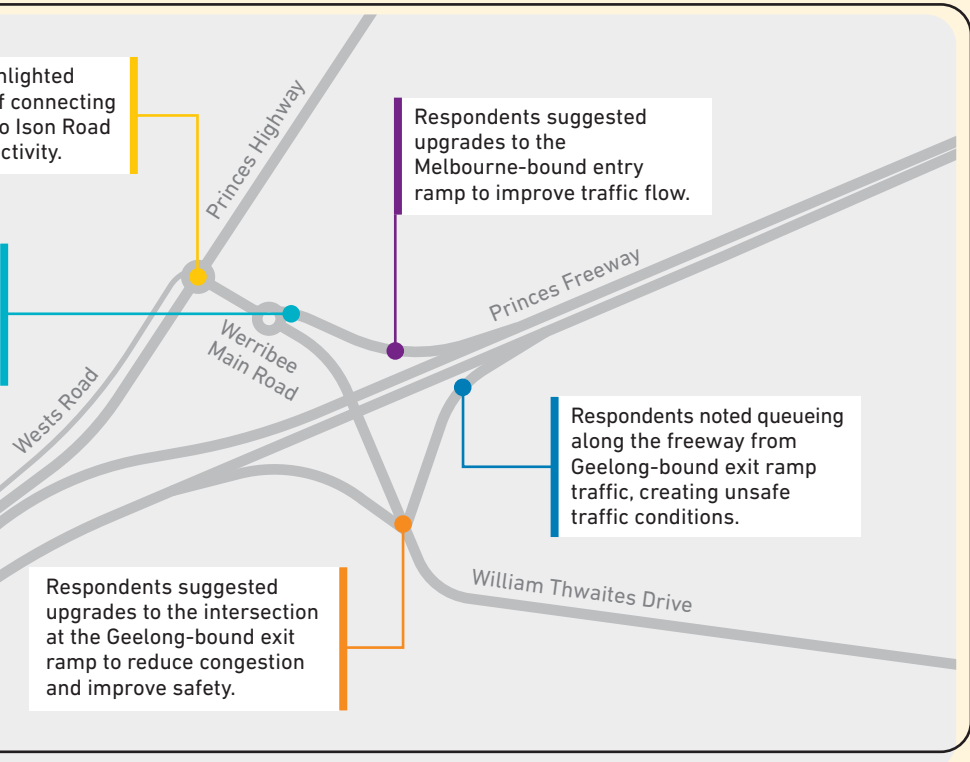 hlighted
f connecting
o Ison Road
ctivity.
Princes Highway
Respondents suggested
upgrades to the
Melbourne-bound entry
ramp to improve traffic flow.
Princes Freeway
Werribee
Main Road
Wests Road
Respondents noted queueing
along the freeway from
Geelong-bound exit ramp
traffic, creating unsafe
traffic conditions.
William Thwaites Drive
Respondents suggested
upgrades to the intersection
at the Geelong-bound exit
ramp to reduce congestion
and improve safety.